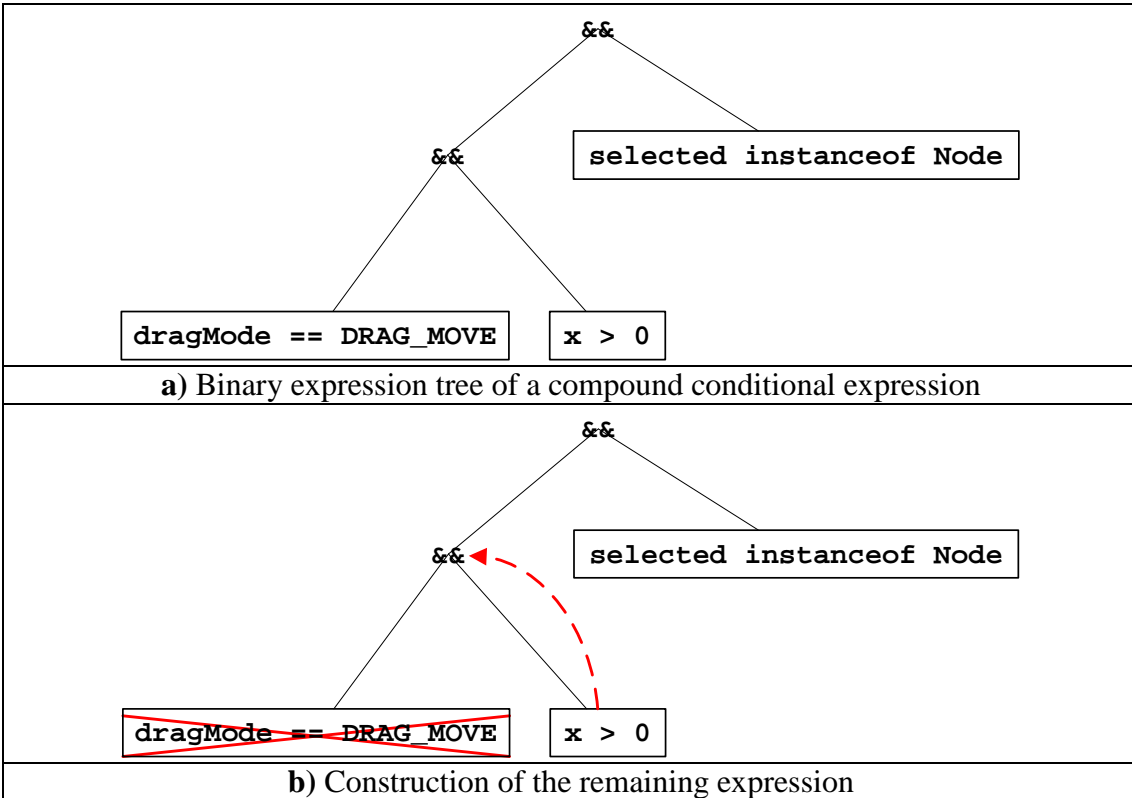 &&
&&
selected instanceof Node
dragMode == DRAG_MOVE
x > 0
a) Binary expression tree of a compound conditional expression
&&
&&
selected instanceof Node
dragMode == DRAG_MOVE
x > 0
b) Construction of the remaining expression